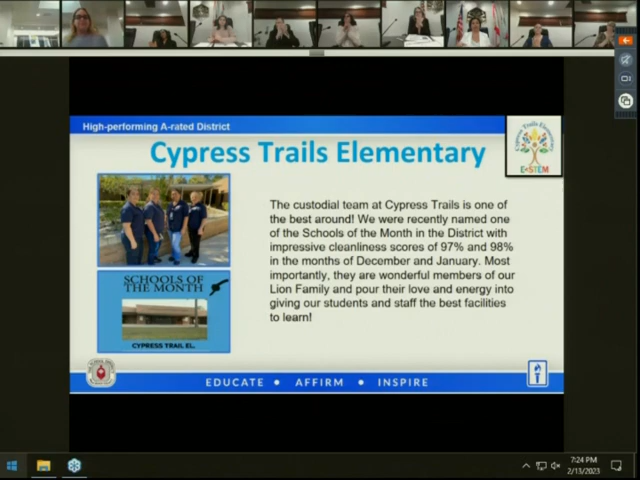 High-performing A-rated District
Cypress Trails Elementary
Cypress Trails Elementary
E-STEM
The custodial team at Cypress Trails is one of
the best around! We were recently named one
of the Schools of the Month in the District with
impressive cleanliness scores of 97% and 98%
in the months of December and January. Most
importantly, they are wonderful members of our
Lion Family and pour their love and energy into
giving our students and staff the best facilities
to learn!
SCHOOLS OF
THE MONTH
CYPRESS TRAIL EL.
EDUCATE • AFFIRM • INSPIRE
7:24 PM
2/13/2023